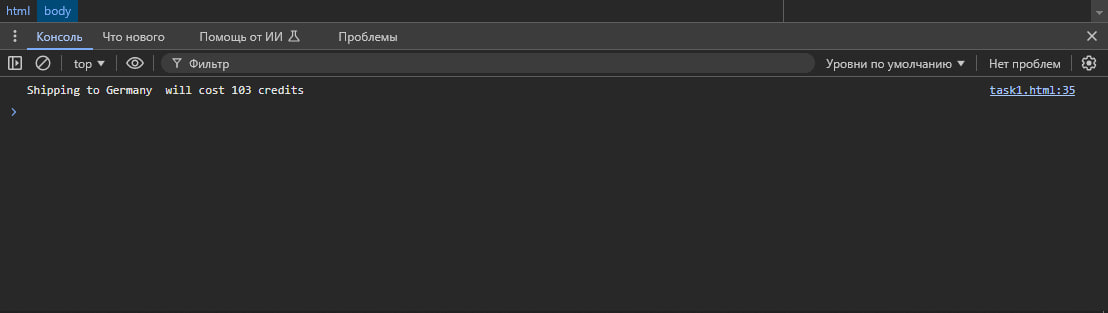 html body
Консоль Что нового Помощь от ИИ Проблемы
top Фильтр Уровни по умолчанию Нет проблем
Shipping to Germany  will cost 103 credits task1.html:35